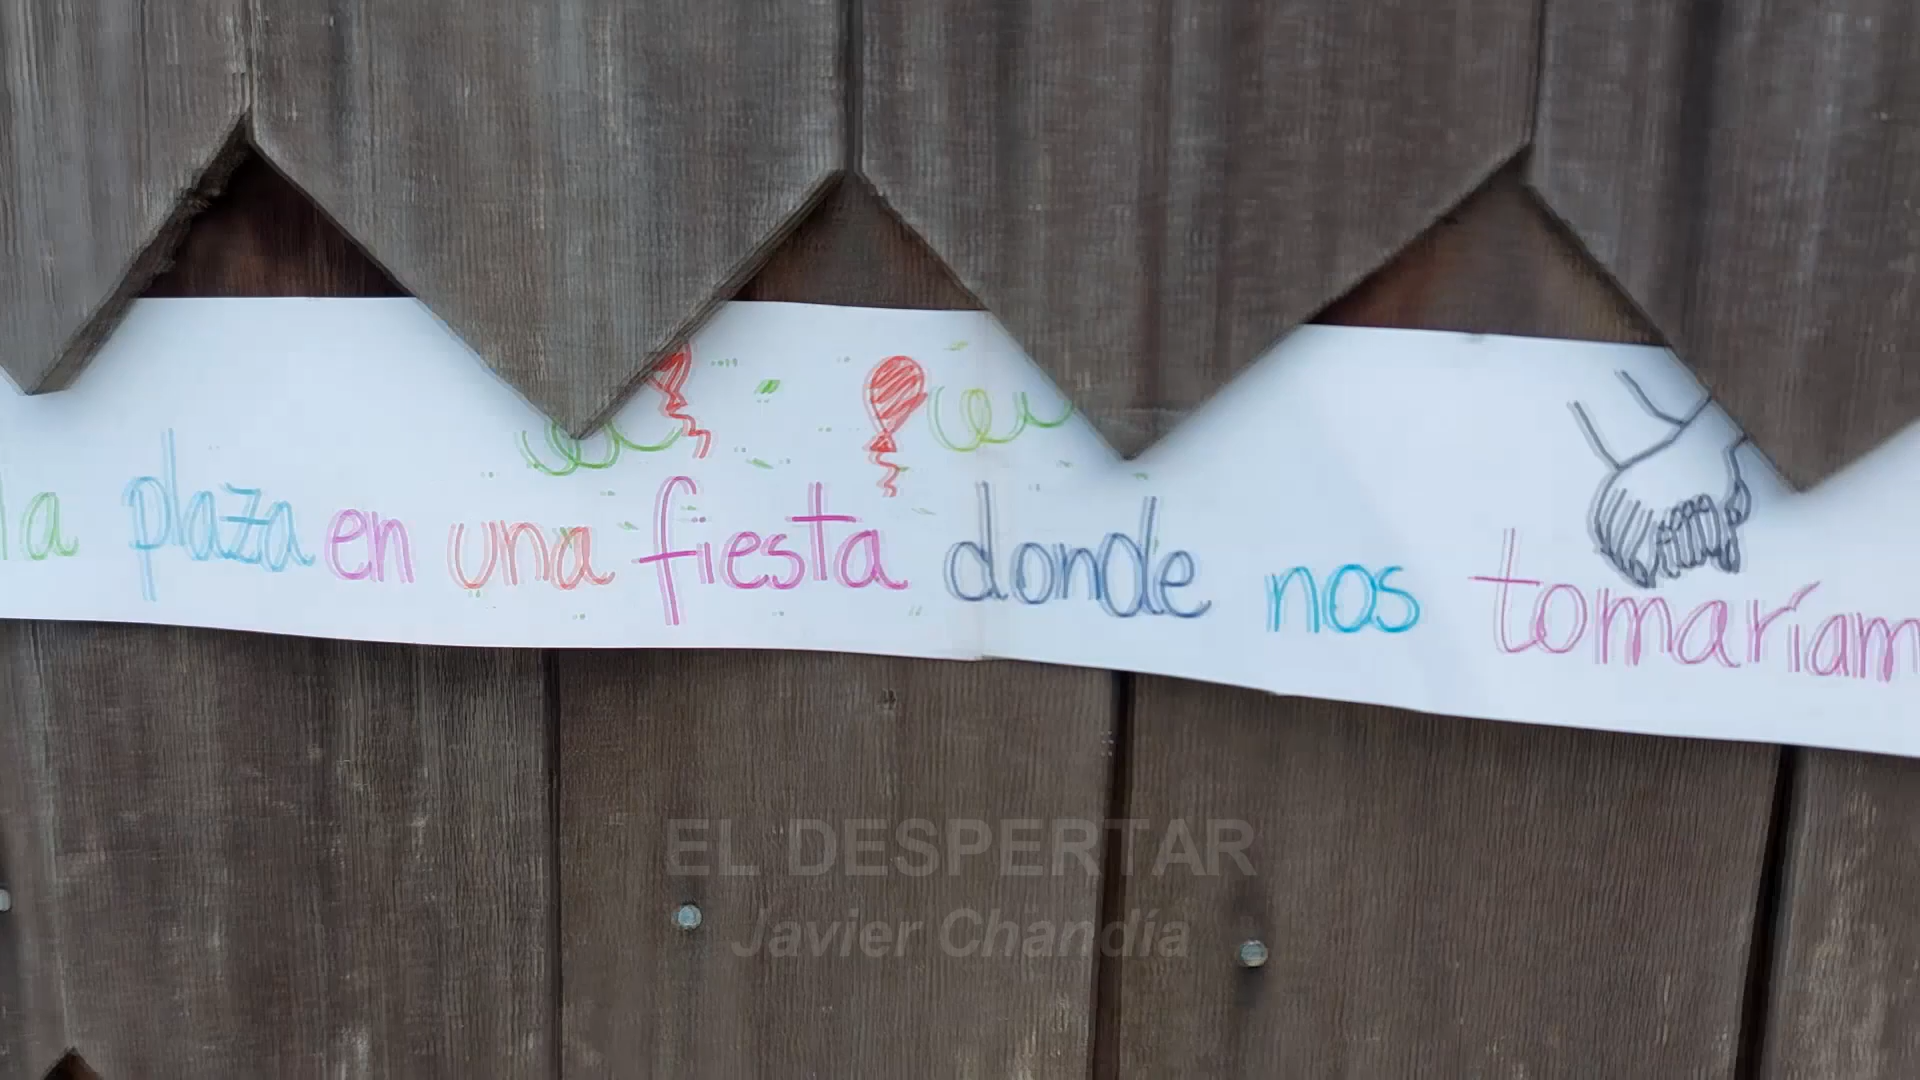 la plaza en una fiesta donde nos tomaríam
EL DESPERTAR
Javier Chandía